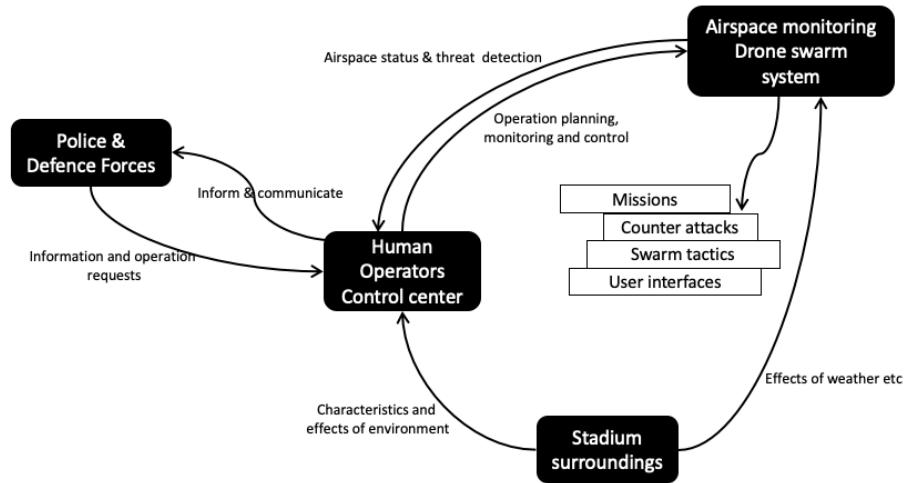 Airspace monitoring
Drone swarm
system
Airspace status & threat detection
Operation planning,
monitoring and control
Police &
Defence Forces
Inform & communicate
Missions
Counter attacks
Swarm tactics
User interfaces
Information and operation
requests
Human
Operators
Control center
Effects of weather etc
Characteristics and
effects of environment
Stadium
surroundings